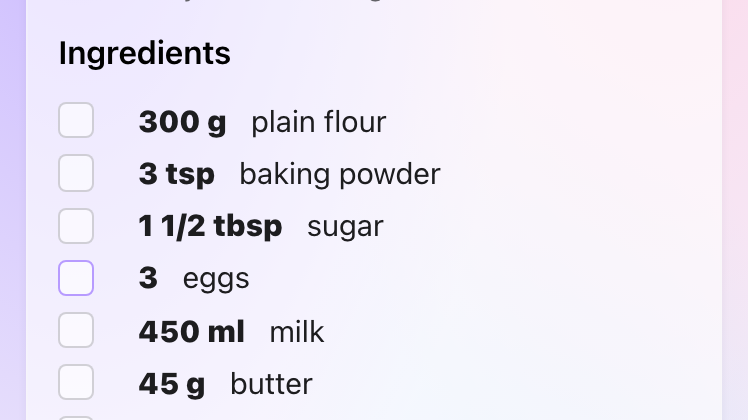 Ingredients
300 g plain flour
3 tsp baking powder
1 1/2 tbsp sugar
3 eggs
450 ml milk
45 g butter